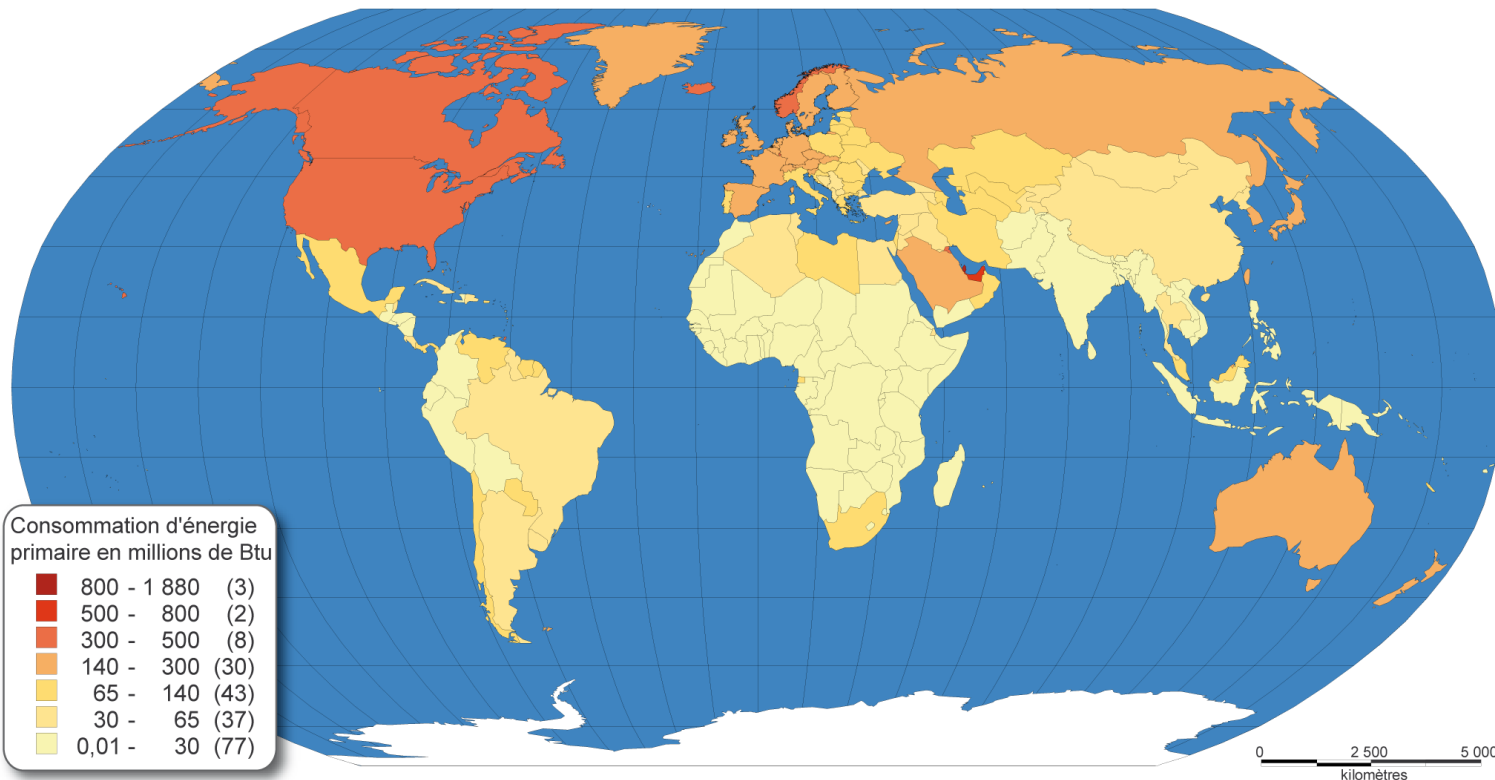 Consommation d'énergie
primaire en millions de Btu
800 - 1 880 (3)
500 - 800 (2)
300 - 500 (8)
140 - 300 (30)
65 - 140 (43)
30 - 65 (37)
0,01 - 30 (77)
0 2 500 5 000
kilomètres